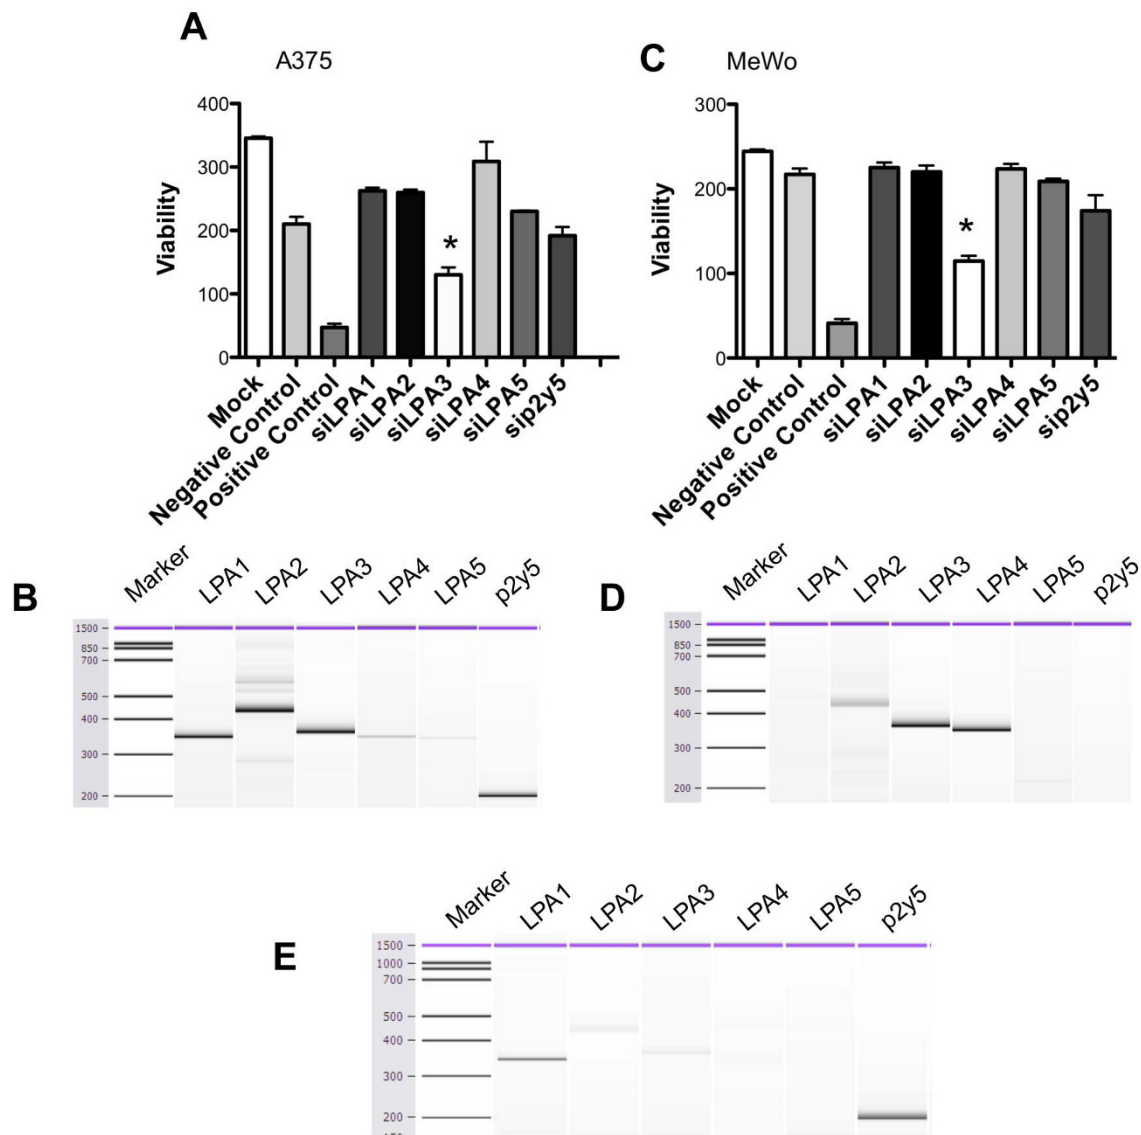 A
A375
Viability
400
300
200
100
0
Mock
Negative Control
Positive Control
siLPA1
siLPA2
siLPA3
siLPA4
siLPA5
sip2y5
*
C
MeWo
Viability
300
200
100
0
Mock
Negative Control
Positive Control
siLPA1
siLPA2
siLPA3
siLPA4
siLPA5
sip2y5
*
B
Marker
LPA1
LPA2
LPA3
LPA4
LPA5
p2y5
1500
850
700
500
400
300
200
D
Marker
LPA1
LPA2
LPA3
LPA4
LPA5
p2y5
1500
850
700
500
400
300
200
E
Marker
LPA1
LPA2
LPA3
LPA4
LPA5
p2y5
1500
1000
700
500
400
300
200